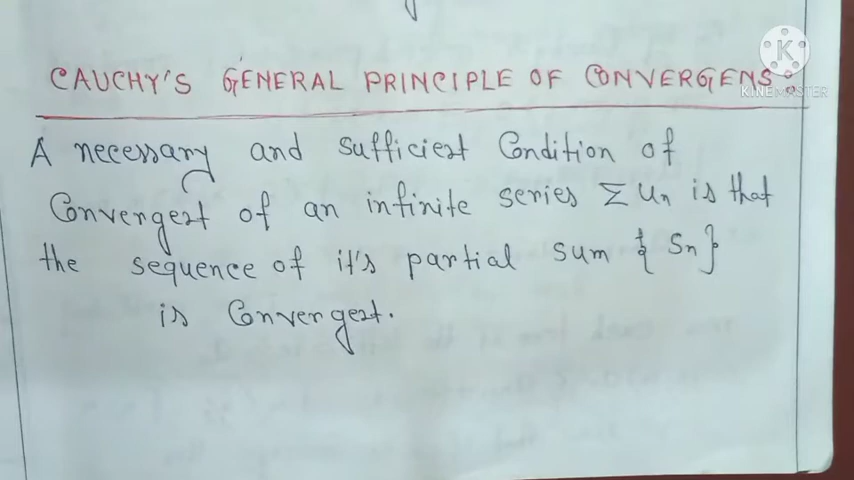 CAUCHY'S GENERAL PRINCIPLE OF CONVERGENS :
A necessary and sufficient Condition of
Convergent of an infinite series Σ Un is that
the sequence of it's partial sum { Sn }
is Convergent.
K
KINEMASTER